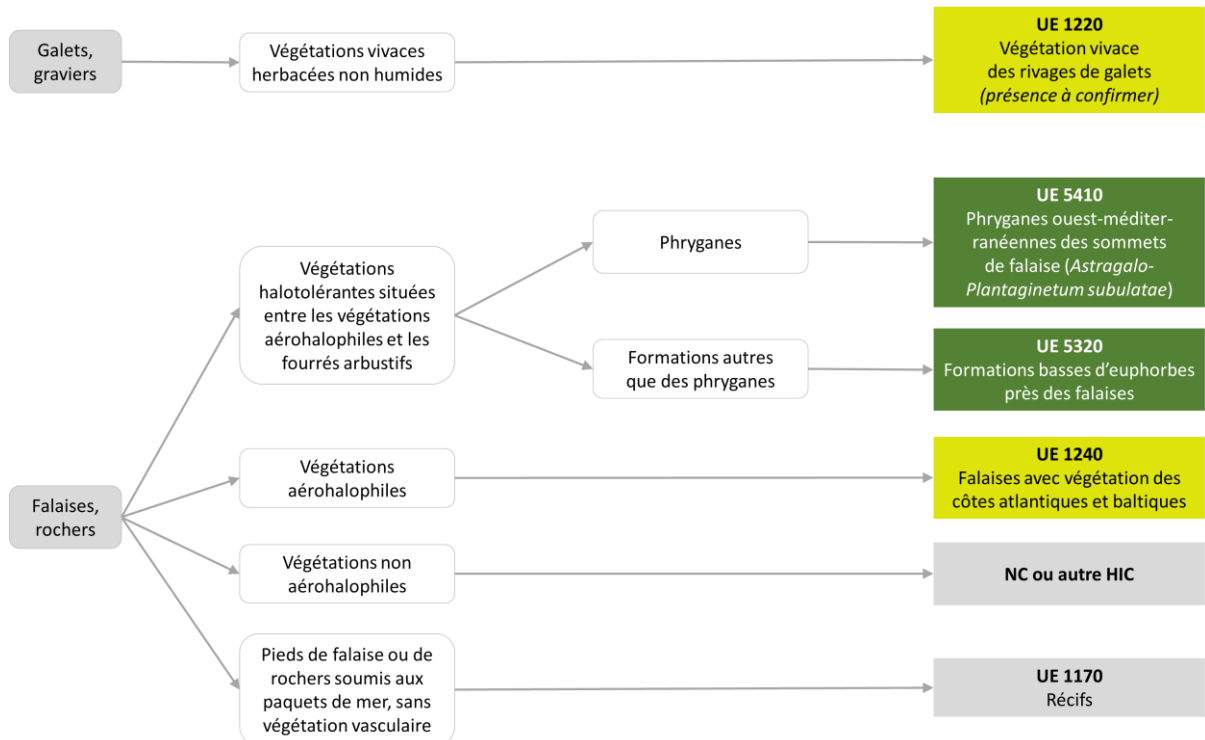 Galets,
graviers
Végétations vivaces
herbacées non humides
UE 1220
Végétation vivace
des rivages de galets
(présence à confirmer)
Végétations
halotolérantes situées
entre les végétations
aérohalophiles et les
fourrés arbustifs
Phryganes
UE 5410
Phryganes ouest-méditer-
ranéennes des sommets
de falaise (Astragalo-
Plantaginetum subulatae)
Formations autres
que des phryganes
UE 5320
Formations basses d’euphorbes
près des falaises
Falaises,
rochers
Végétations
aérohalophiles
UE 1240
Falaises avec végétation des
côtes atlantiques et baltiques
Végétations non
aérohalophiles
NC ou autre HIC
Pieds de falaise ou de
rochers soumis aux
paquets de mer, sans
végétation vasculaire
UE 1170
Récifs